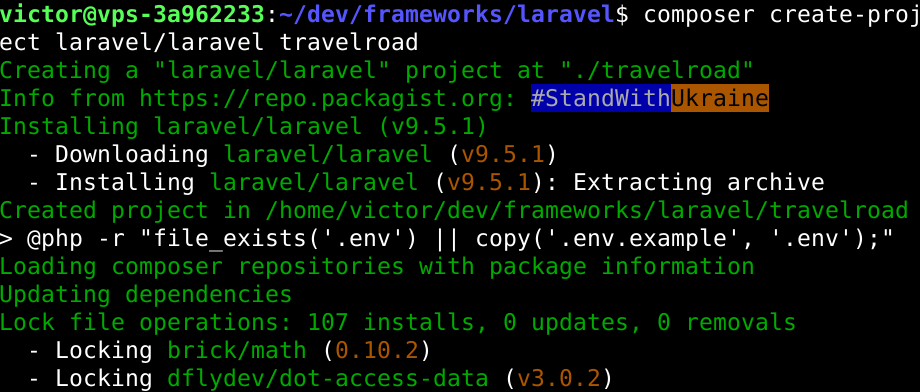 victor@vps-3a962233:~/dev/frameworks/laravel$ composer create-proj
ect laravel/laravel travelroad
Creating a "laravel/laravel" project at "./travelroad"
Info from https://repo.packagist.org: #StandWithUkraine
Installing laravel/laravel (v9.5.1)
  - Downloading laravel/laravel (v9.5.1)
  - Installing laravel/laravel (v9.5.1): Extracting archive
Created project in /home/victor/dev/frameworks/laravel/travelroad
> @php -r "file_exists('.env') || copy('.env.example', '.env');"
Loading composer repositories with package information
Updating dependencies
Lock file operations: 107 installs, 0 updates, 0 removals
  - Locking brick/math (0.10.2)
  - Locking dflydev/dot-access-data (v3.0.2)